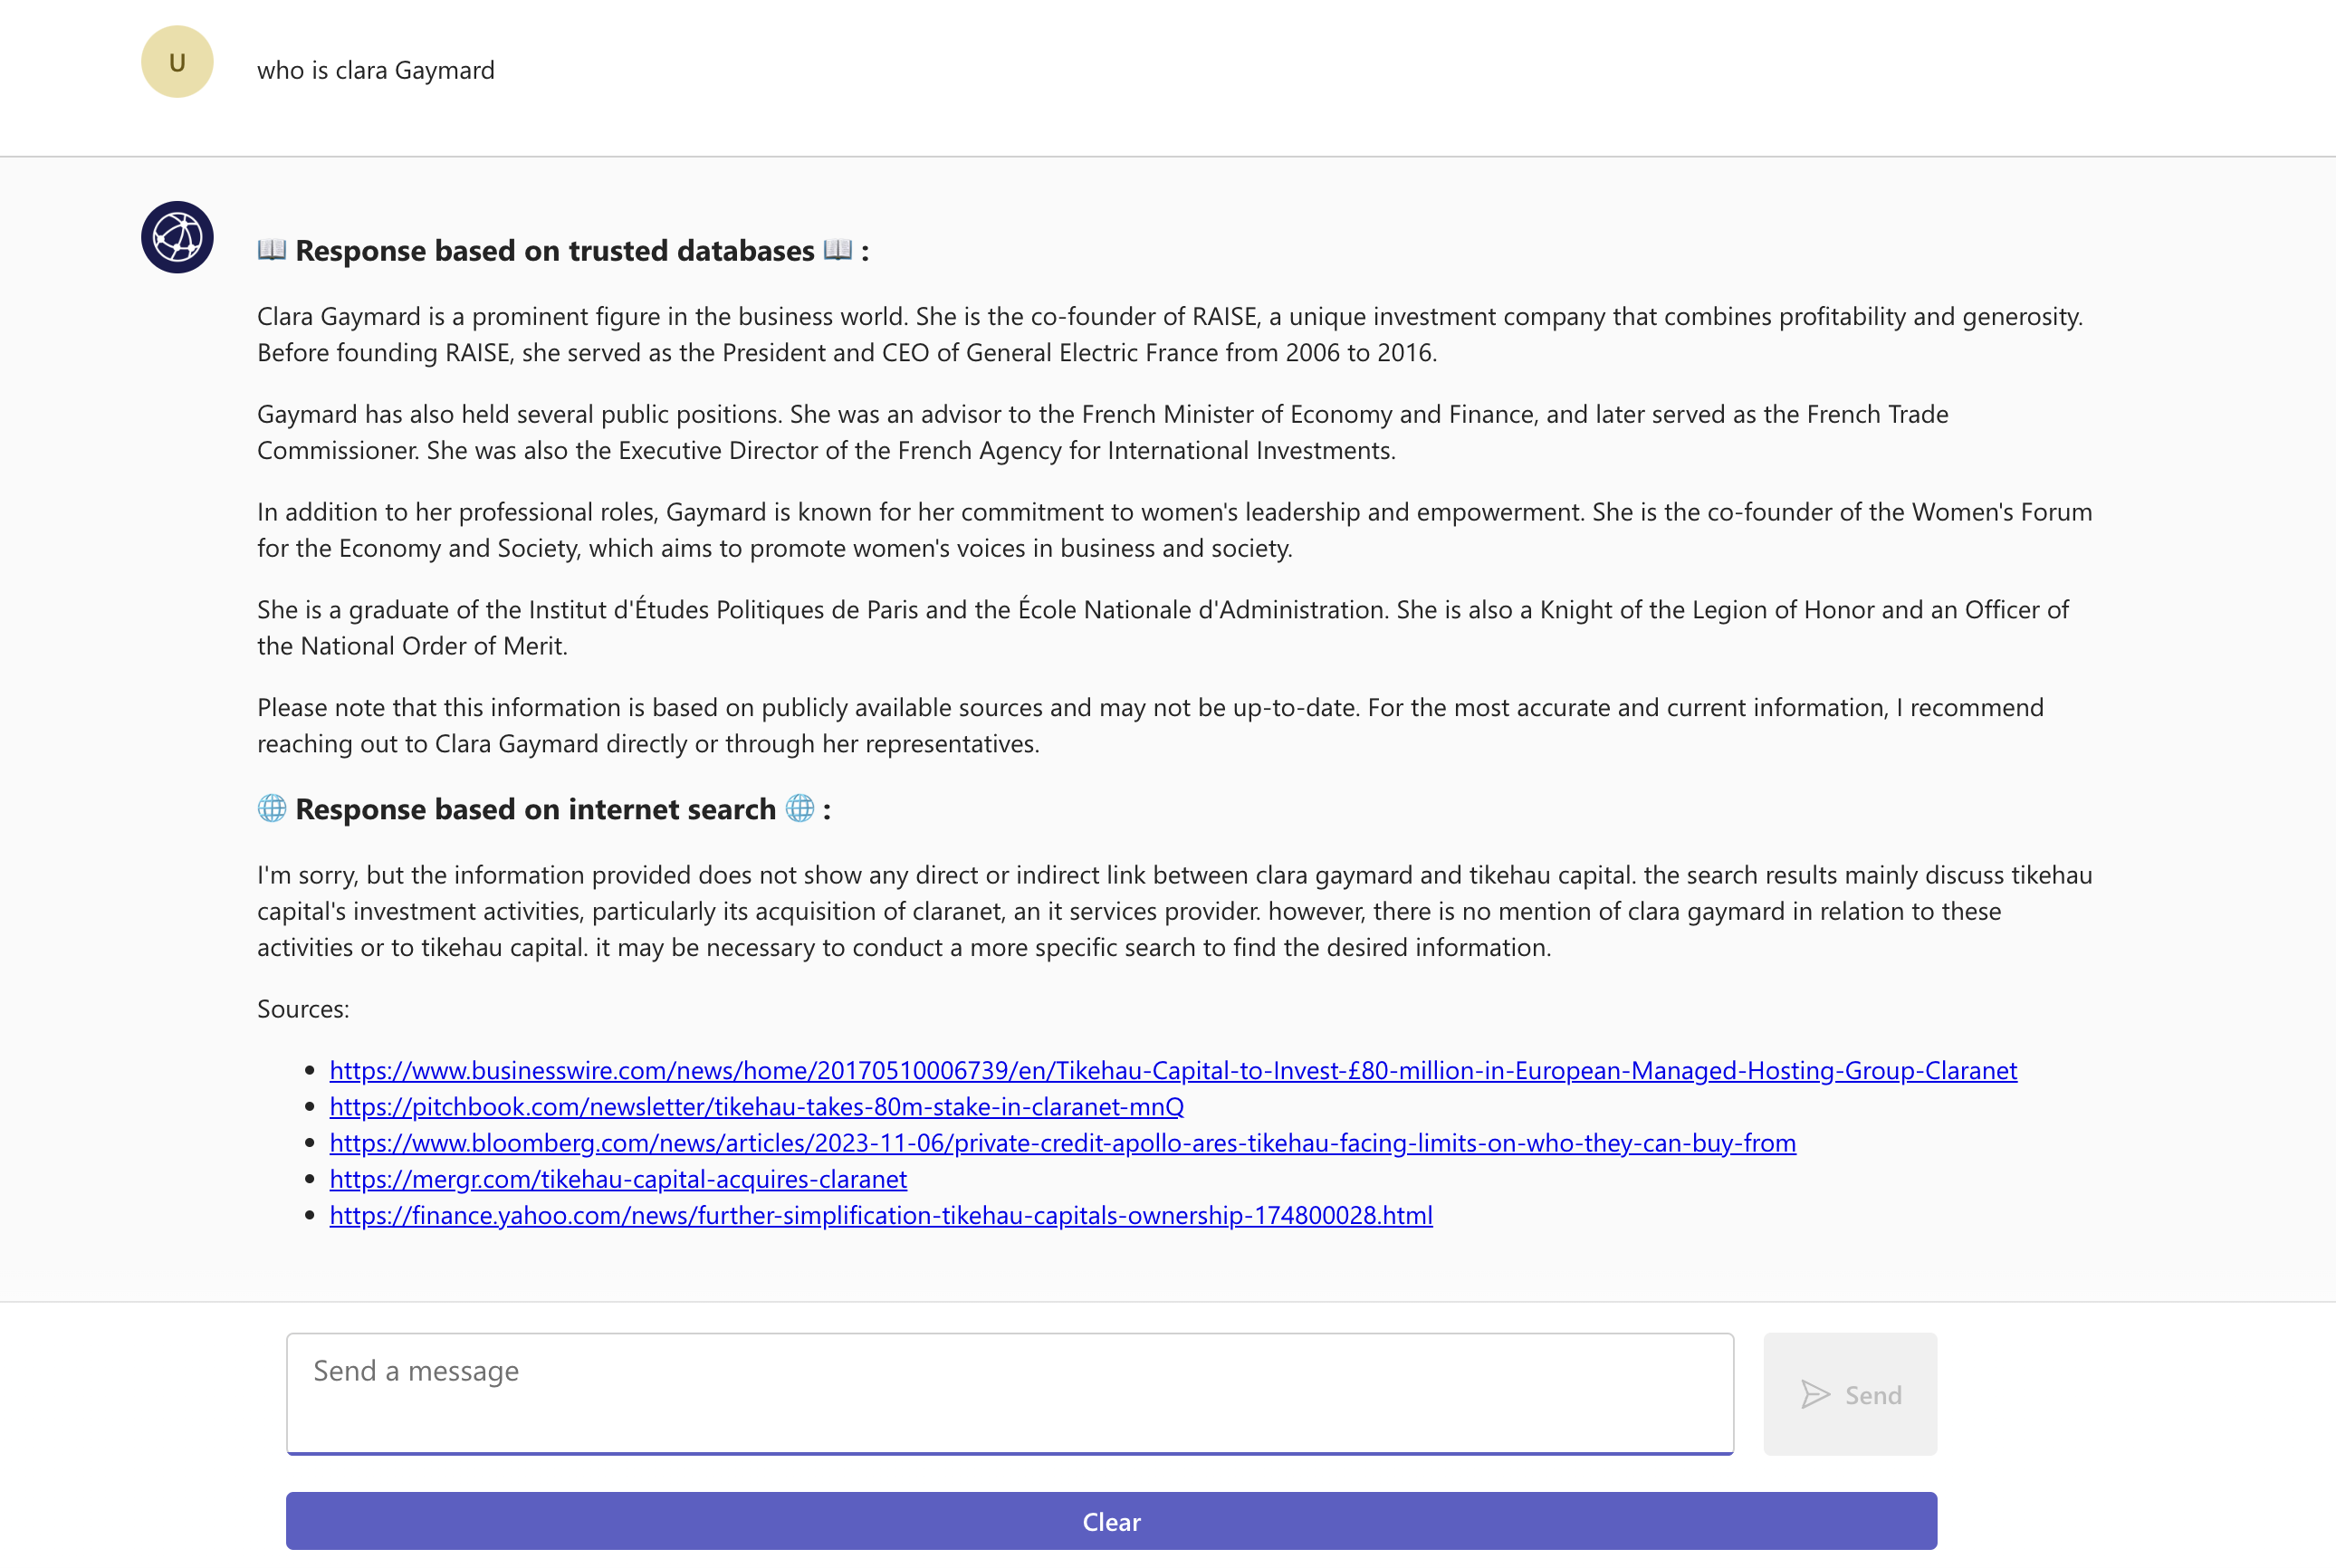 U
who is clara Gaymard
📖 Response based on trusted databases 📖 :
Clara Gaymard is a prominent figure in the business world. She is the co-founder of RAISE, a unique investment company that combines profitability and generosity.
Before founding RAISE, she served as the President and CEO of General Electric France from 2006 to 2016.
Gaymard has also held several public positions. She was an advisor to the French Minister of Economy and Finance, and later served as the French Trade
Commissioner. She was also the Executive Director of the French Agency for International Investments.
In addition to her professional roles, Gaymard is known for her commitment to women's leadership and empowerment. She is the co-founder of the Women's Forum
for the Economy and Society, which aims to promote women's voices in business and society.
She is a graduate of the Institut d'Études Politiques de Paris and the École Nationale d'Administration. She is also a Knight of the Legion of Honor and an Officer of
the National Order of Merit.
Please note that this information is based on publicly available sources and may not be up-to-date. For the most accurate and current information, I recommend
reaching out to Clara Gaymard directly or through her representatives.
🌐 Response based on internet search 🌐 :
I'm sorry, but the information provided does not show any direct or indirect link between clara gaymard and tikehau capital. the search results mainly discuss tikehau
capital's investment activities, particularly its acquisition of claranet, an it services provider. however, there is no mention of clara gaymard in relation to these
activities or to tikehau capital. it may be necessary to conduct a more specific search to find the desired information.
Sources:
• https://www.businesswire.com/news/home/20170510006739/en/Tikehau-Capital-to-Invest-£80-million-in-European-Managed-Hosting-Group-Claranet
• https://pitchbook.com/newsletter/tikehau-takes-80m-stake-in-claranet-mnQ
• https://www.bloomberg.com/news/articles/2023-11-06/private-credit-apollo-ares-tikehau-facing-limits-on-who-they-can-buy-from
• https://mergr.com/tikehau-capital-acquires-claranet
• https://finance.yahoo.com/news/further-simplification-tikehau-capitals-ownership-174800028.html
Send a message
Send
Clear